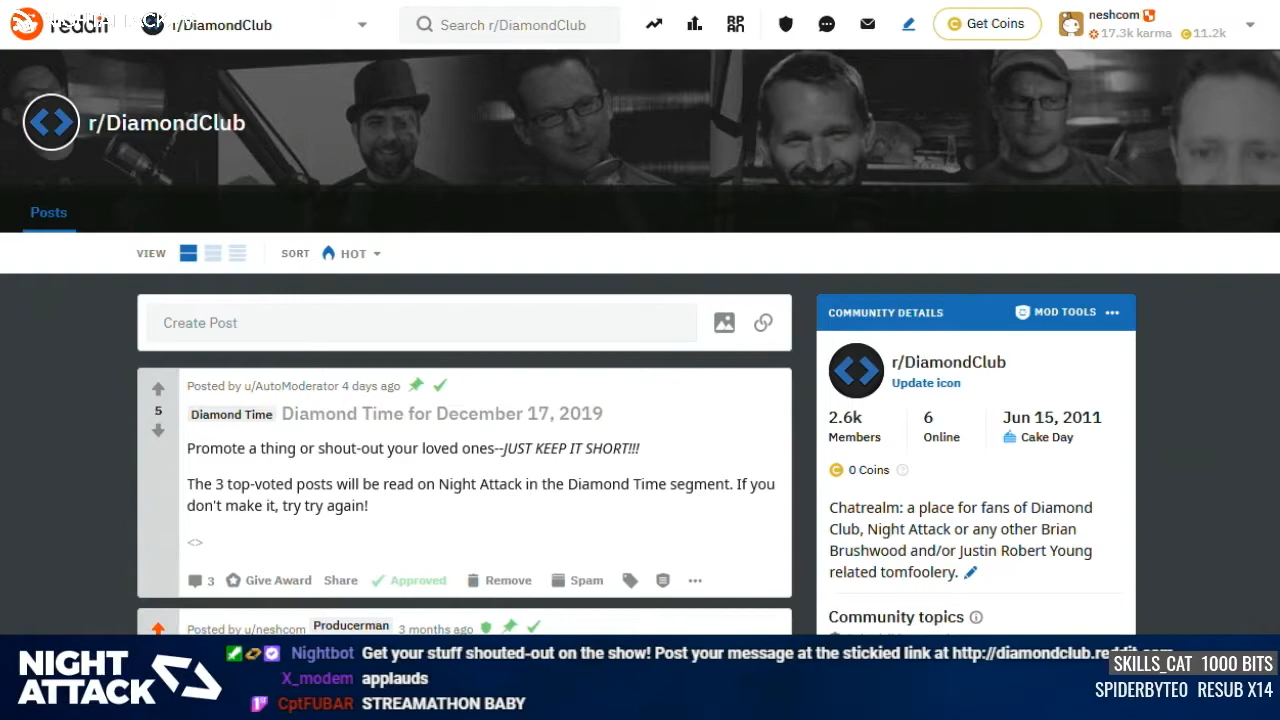 reddit
r/DiamondClub
Search r/DiamondClub
Get Coins
neshcom
17.3k karma
11.2k
r/DiamondClub
Posts
VIEW
SORT
HOT
Create Post
Posted by u/AutoModerator 4 days ago
5
Diamond Time
Diamond Time for December 17, 2019
Promote a thing or shout-out your loved ones--JUST KEEP IT SHORT!!!
The 3 top-voted posts will be read on Night Attack in the Diamond Time segment. If you
don't make it, try try again!
<>
3
Give Award
Share
Approved
Remove
Spam
Posted by u/neshcom
Producerman
3 months ago
COMMUNITY DETAILS
MOD TOOLS
r/DiamondClub
Update icon
2.6k
Members
6
Online
Jun 15, 2011
Cake Day
0 Coins
Chatrealm: a place for fans of Diamond
Club, Night Attack or any other Brian
Brushwood and/or Justin Robert Young
related tomfoolery.
Community topics
NIGHT
ATTACK
Nightbot Get your stuff shouted-out on the show! Post your message at the stickied link at http://diamondclub.reddit.com
X_modem applauds
CptFUBAR STREAMATHON BABY
SKILLS_CAT 1000 BITS
SPIDERBYTE0 RESUB X14